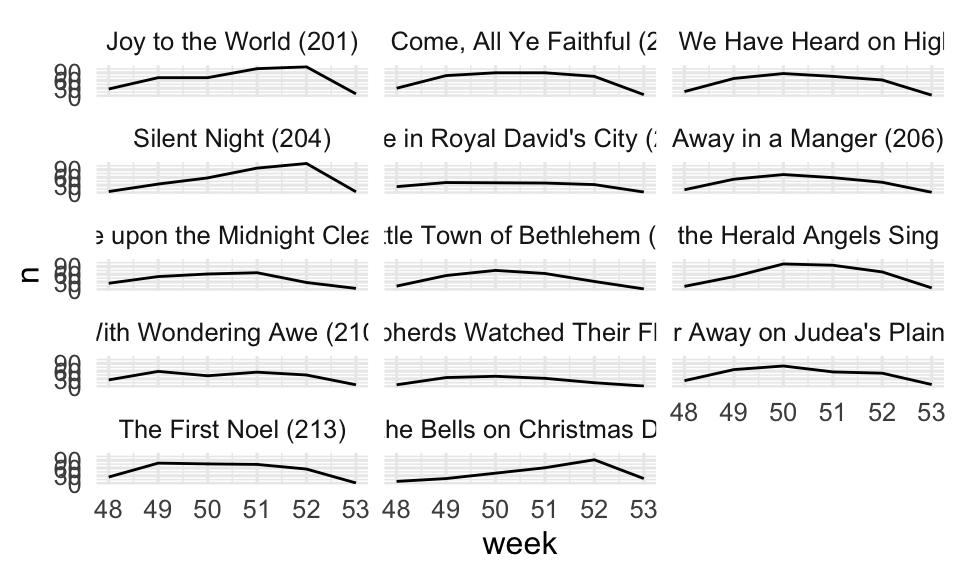 Joy to the World (201)
Come, All Ye Faithful (2
We Have Heard on High
90
60
30
0
Silent Night (204)
e in Royal David's City (2
Away in a Manger (206)
90
60
30
0
e upon the Midnight Clea
ttle Town of Bethlehem (
the Herald Angels Sing
90
60
30
0
n
With Wondering Awe (210
pherds Watched Their Fl
r Away on Judea's Plain
90
60
30
0
48 49 50 51 52 53
The First Noel (213)
he Bells on Christmas D
90
60
30
0
48 49 50 51 52 53
48 49 50 51 52 53
week